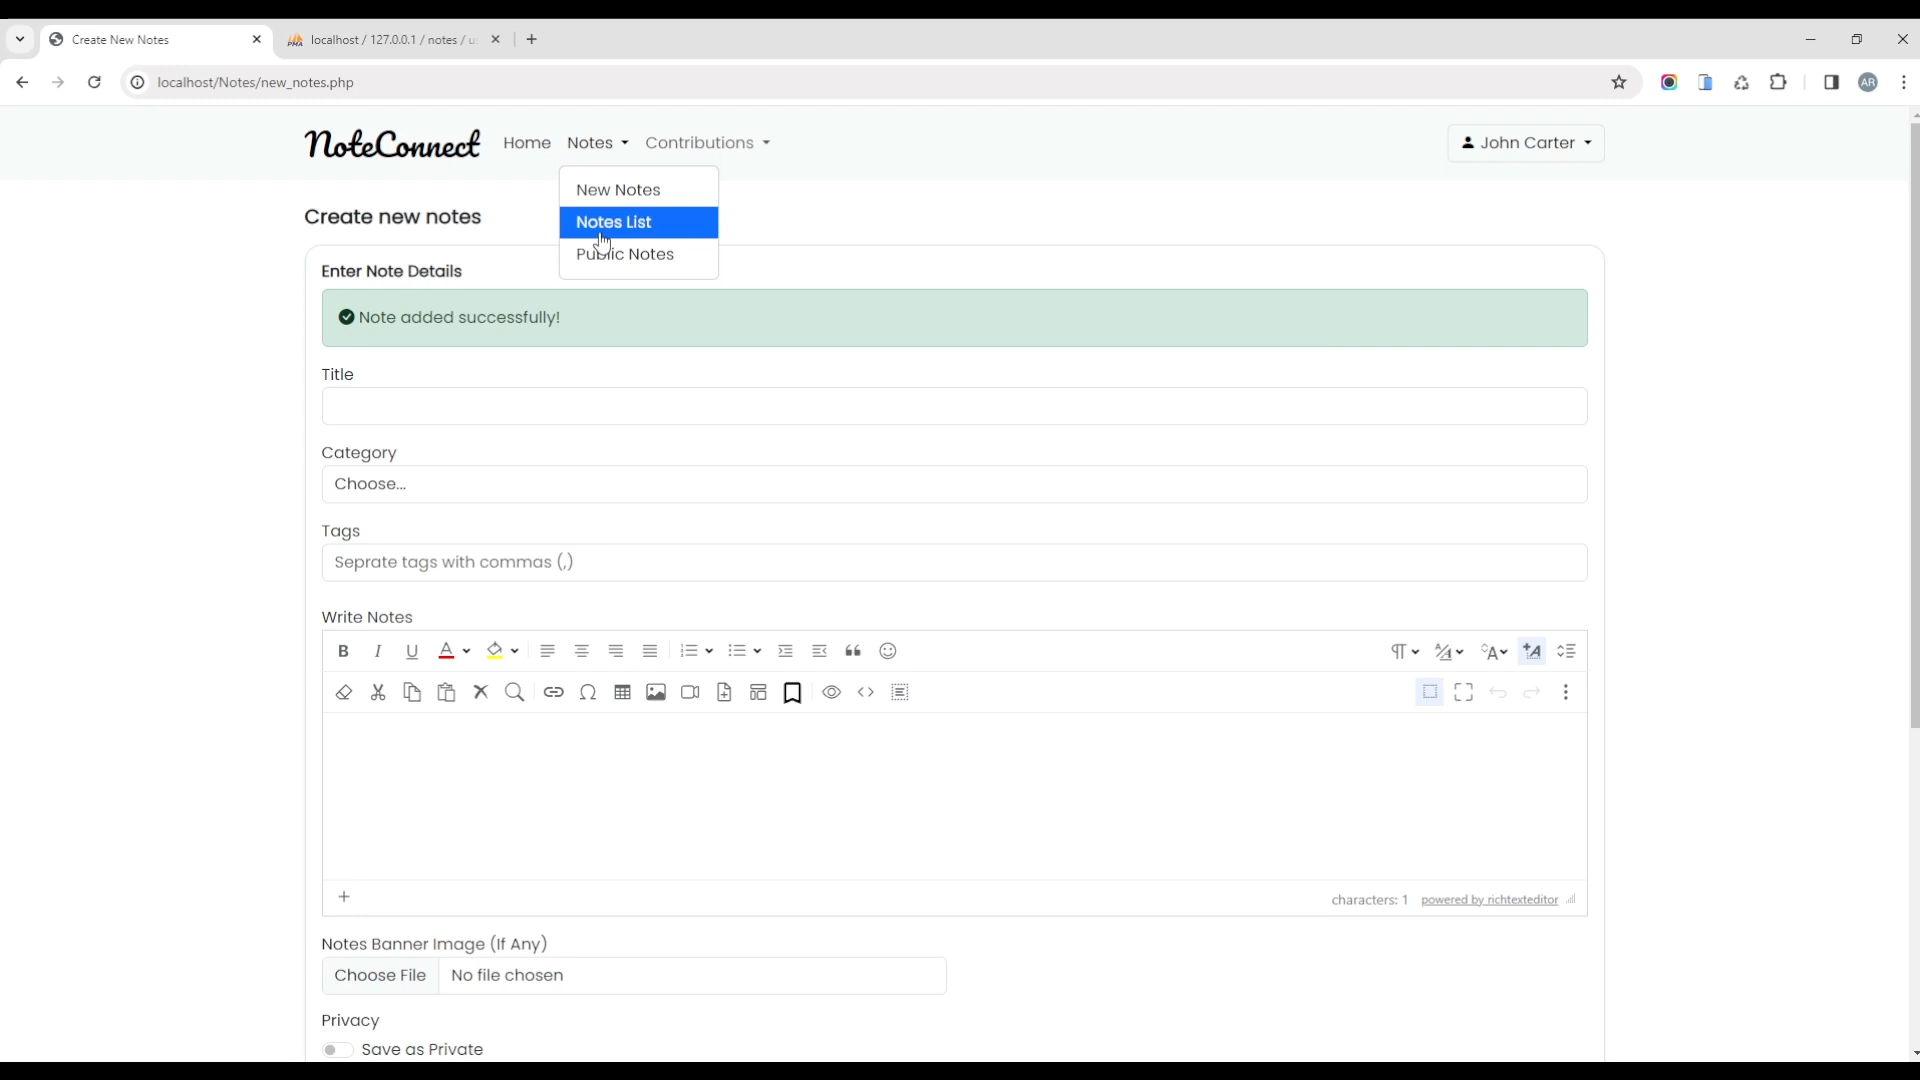 Create New Notes
localhost / 127.0.0.1 / notes / u
localhost/Notes/new_notes.php
AR
NoteConnect Home Notes Contributions John Carter
New Notes
Notes List
Public Notes
Create new notes
Enter Note Details
Note added successfully!
Title
Category
Choose...
Tags
Seprate tags with commas (,)
Write Notes
characters: 1 powered by richtexteditor
Notes Banner Image (If Any)
Choose File No file chosen
Privacy
Save as Private